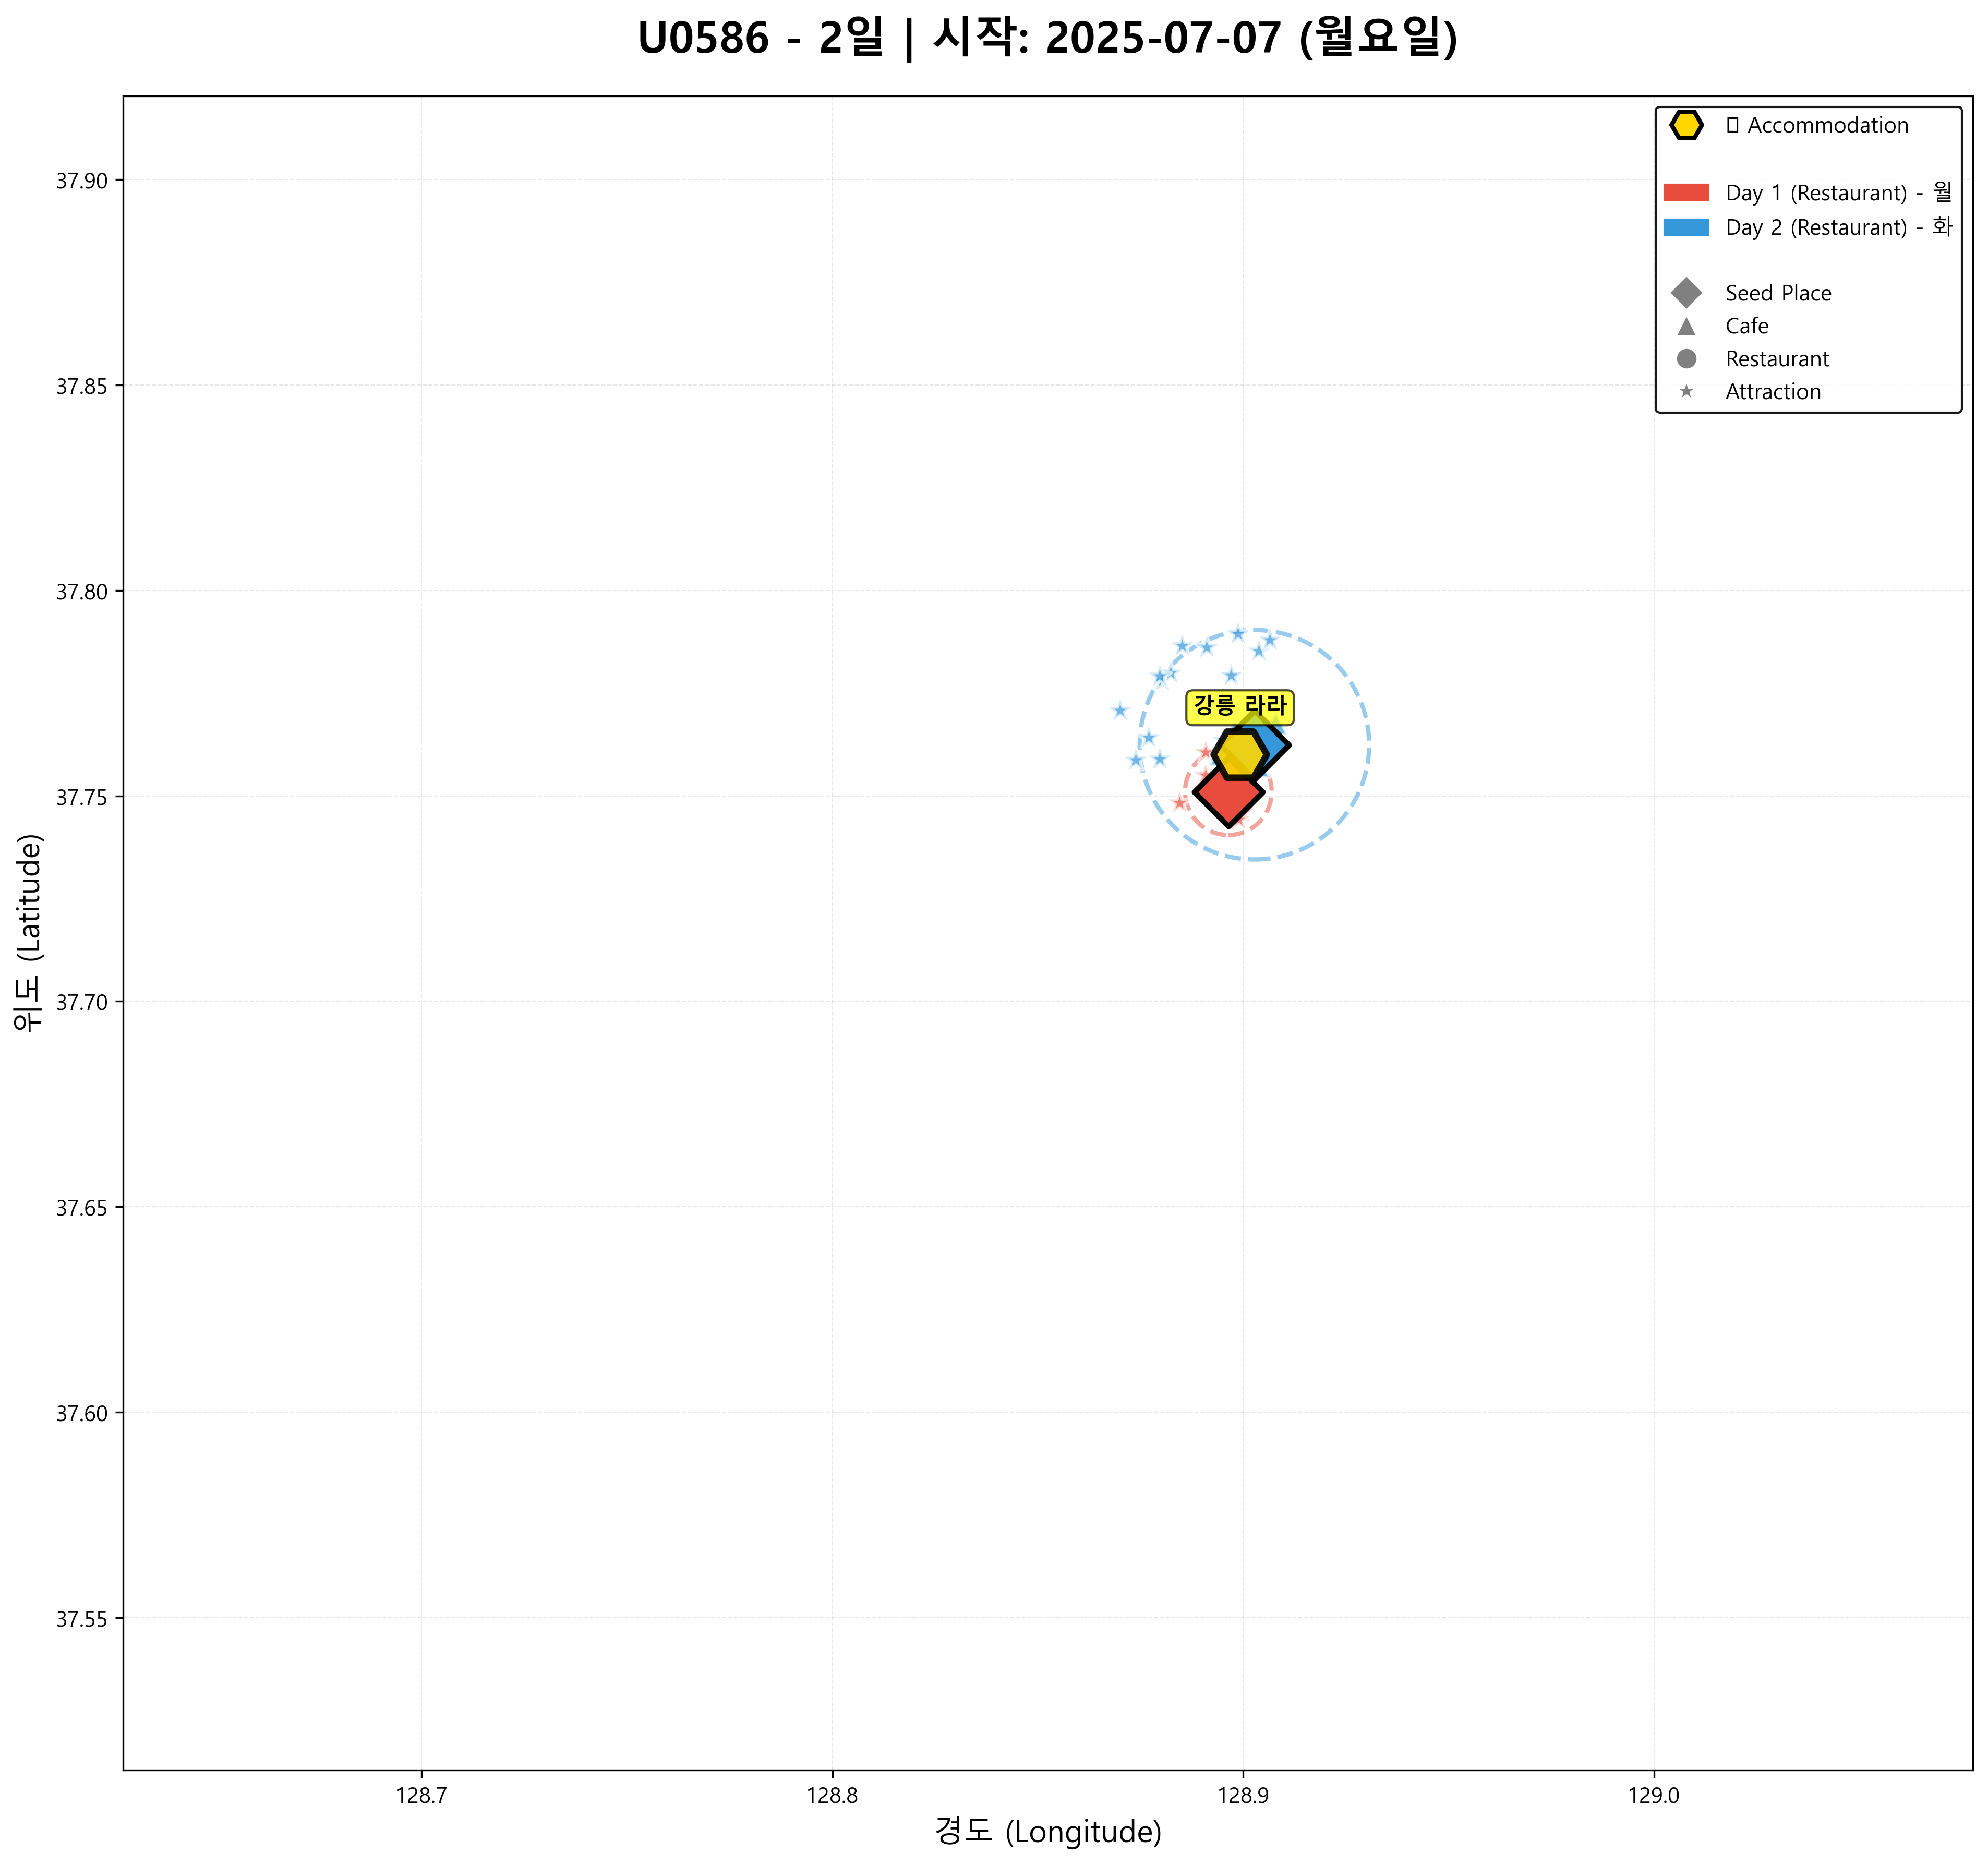 U0586 - 2일 | 시작: 2025-07-07 (월요일)
Accommodation
Day 1 (Restaurant) - 월
Day 2 (Restaurant) - 화
Seed Place
Cafe
Restaurant
Attraction
강릉 라라
위도 (Latitude)
37.90
37.85
37.80
37.75
37.70
37.65
37.60
37.55
128.7
128.8
128.9
129.0
경도 (Longitude)